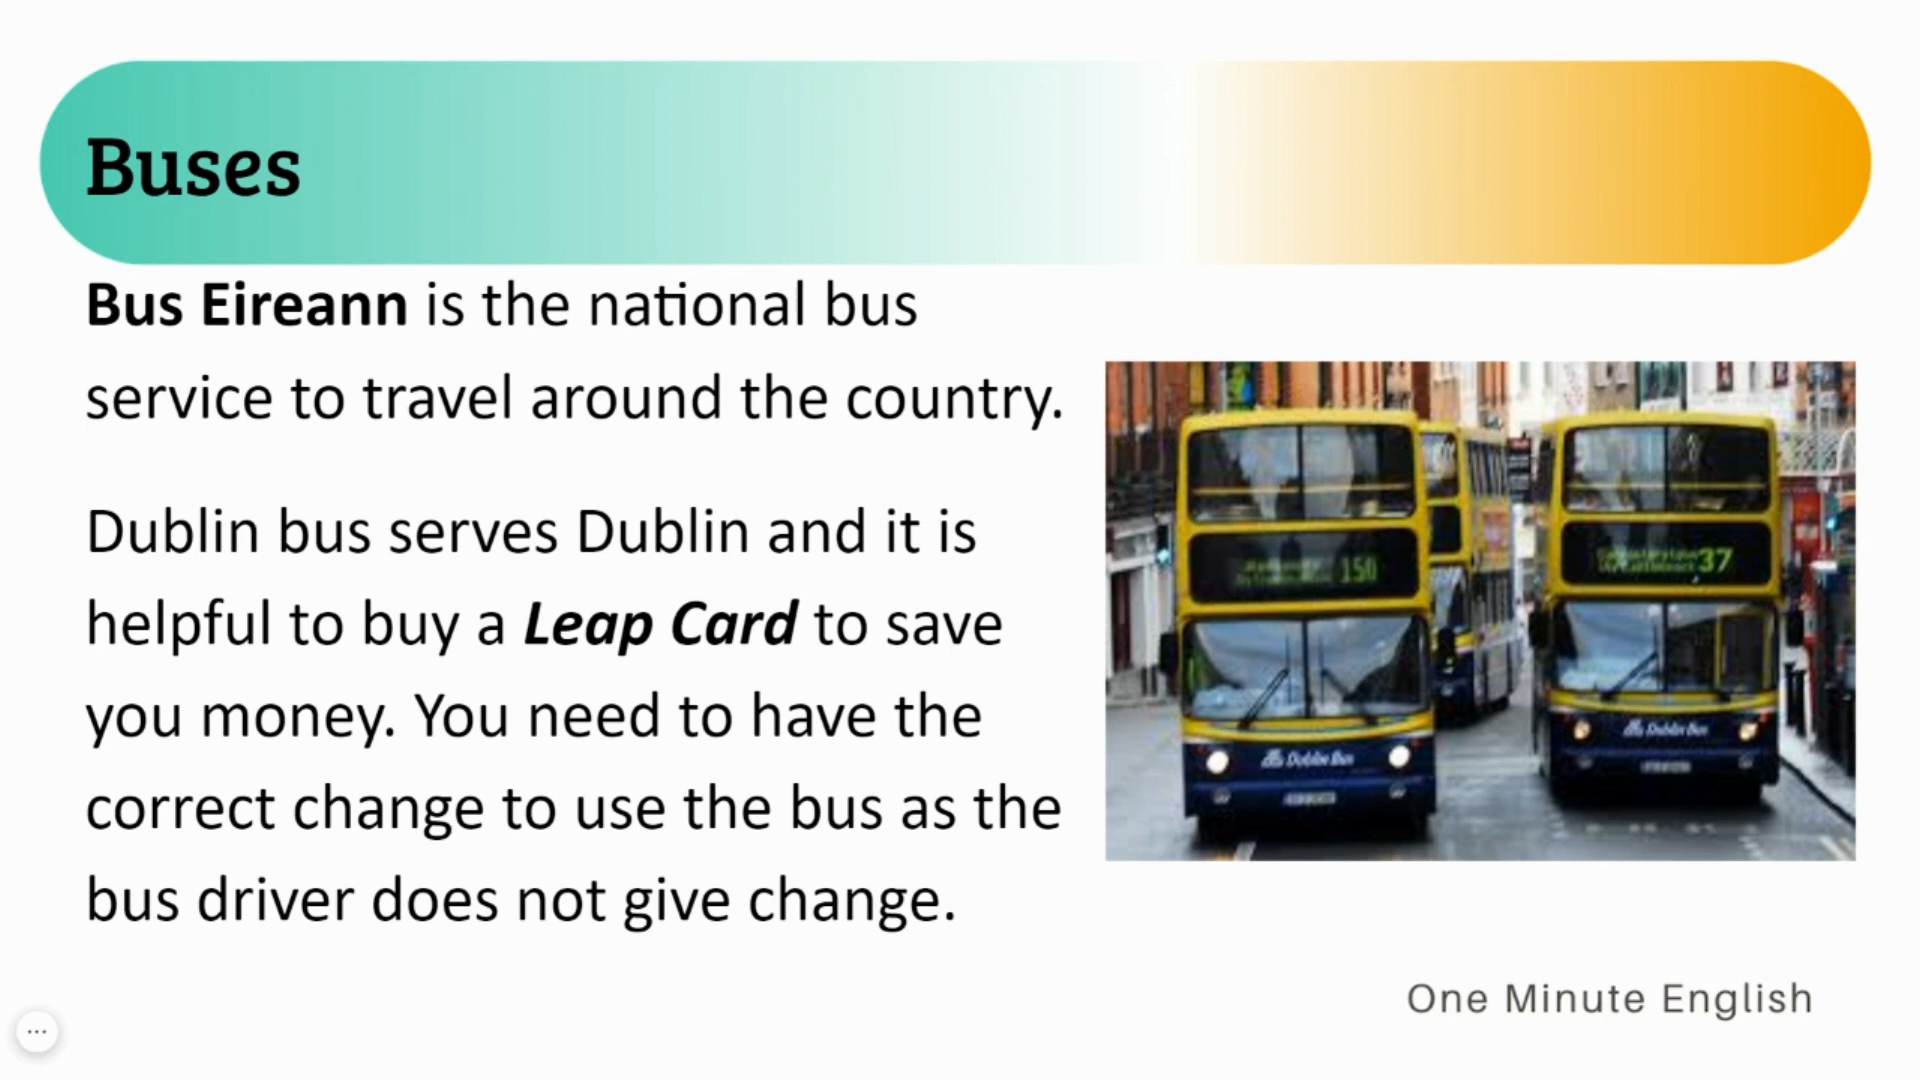 Buses
Bus Eireann is the national bus
service to travel around the country.
Dublin bus serves Dublin and it is
helpful to buy a Leap Card to save
you money. You need to have the
correct change to use the bus as the
bus driver does not give change.
150
37
Dublin Bus
Dublin Bus
One Minute English